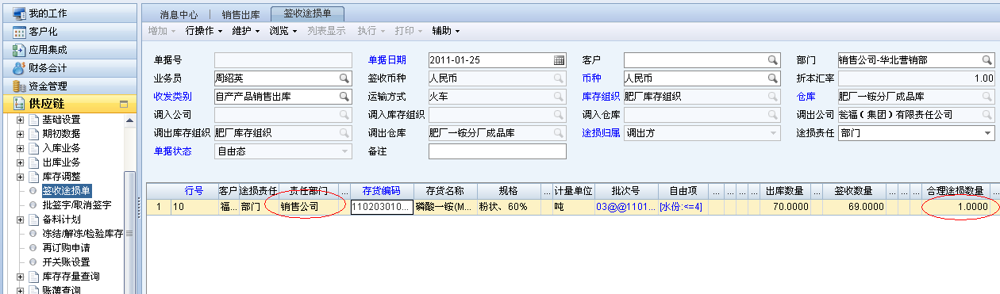 我的工作
客户化
应用集成
财务会计
资金管理
供应链
基础设置
期初数据
入库业务
出库业务
库存调整
签收途损单
批签字/取消签字
备料计划
冻结/解冻/检验库存
再订购申请
开关账设置
库存存量查询
账薄查询
消息中心 销售出库 签收途损单
增加 行操作 维护 浏览 列表显示 执行 打印 辅助
单据号 单据日期 2011-01-25 客户 部门 销售公司-华北营销部
业务员 周绍英 签收币种 人民币 币种 人民币 折本汇率 1.00
收发类别 自产产品销售出库 运输方式 火车 库存组织 肥厂库存组织 仓库 肥厂一铵分厂成品库
调入公司 调入库存组织 调入仓库 调出公司 瓮福（集团）有限责任公司
调出库存组织 肥厂库存组织 调出仓库 肥厂一铵分厂成品库 途损归属 调出方 途损责任 部门
单据状态 自由态 备注
行号 客户 途损责任 责任部门 ... 存货编码 存货名称 规格 ... 计量单位 批次号 自由项 ... ... ... ... 出库数量 ... 签收数量 ... ... ... 合理途损数量 ...
1 10 福... 部门 销售公司 110203010... 磷酸一铵(M... 粉状、60% 吨 03@@1101... [水份:<=4] 70.0000 69.0000 1.0000